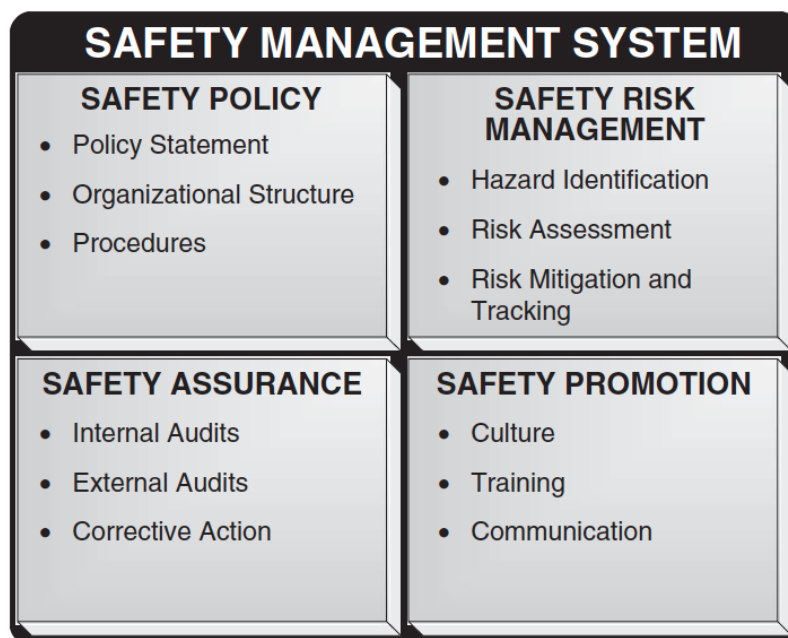 SAFETY MANAGEMENT SYSTEM
SAFETY POLICY
• Policy Statement
• Organizational Structure
• Procedures
SAFETY RISK
MANAGEMENT
• Hazard Identification
• Risk Assessment
• Risk Mitigation and
Tracking
SAFETY ASSURANCE
• Internal Audits
• External Audits
• Corrective Action
SAFETY PROMOTION
• Culture
• Training
• Communication